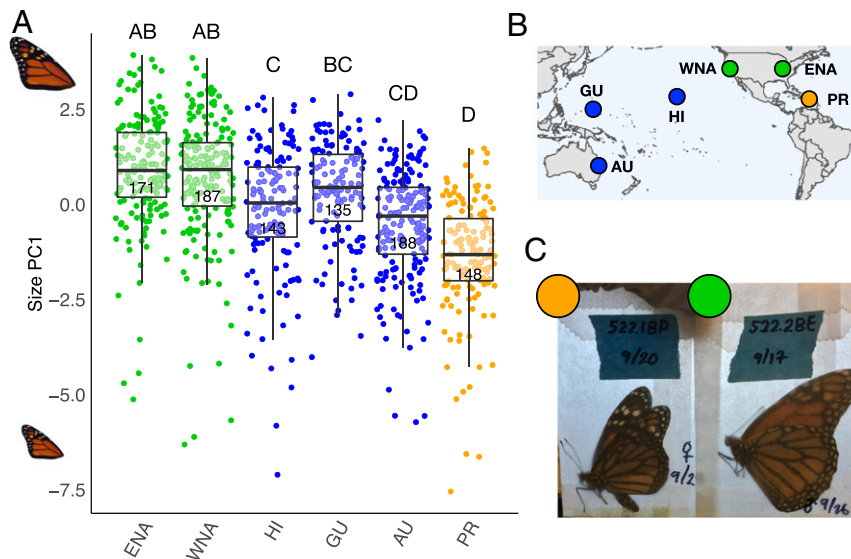 A
AB
AB
C
BC
CD
D
Size PC1
2.5
0.0
−2.5
−5.0
−7.5
171
187
143
135
188
148
ENA
WNA
HI
GU
AU
PR
B
WNA
ENA
GU
HI
PR
AU
C
522.1BP
9/20
♀
9/2
522.2BE
9/17
♂ 9/26